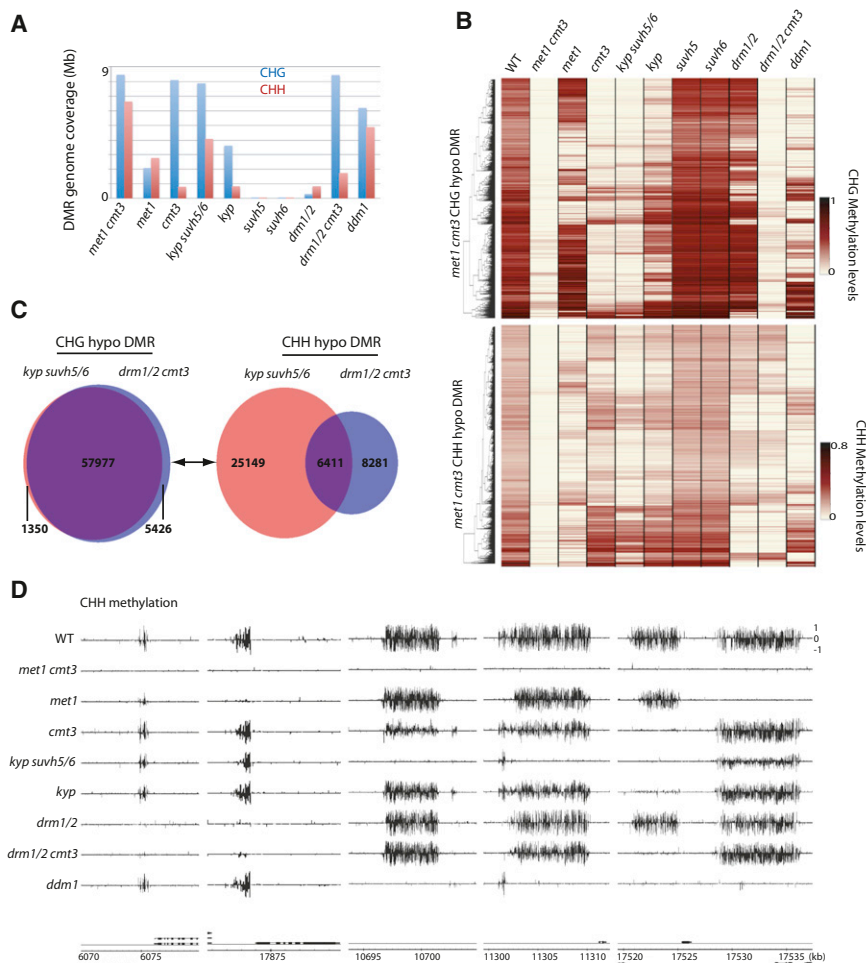 A
DMR genome coverage (Mb)
9
0
CHG
CHH
met1 cmt3
met1
cmt3
kyp suvh5/6
kyp
suvh5
suvh6
drm1/2
drm1/2 cmt3
ddm1
B
WT
met1 cmt3
met1
cmt3
kyp suvh5/6
kyp
suvh5
suvh6
drm1/2
drm1/2 cmt3
ddm1
met1 cmt3 CHG hypo DMR
1
0
CHG Methylation levels
met1 cmt3 CHH hypo DMR
0.8
0
CHH Methylation levels
C
CHG hypo DMR
kyp suvh5/6
drm1/2 cmt3
57977
1350
5426
CHH hypo DMR
kyp suvh5/6
drm1/2 cmt3
25149
6411
8281
D
CHH methylation
WT
1
0
-1
met1 cmt3
met1
cmt3
kyp suvh5/6
kyp
drm1/2
drm1/2 cmt3
ddm1
6070 6075 17875 10695 10700 11300 11305 11310 17520 17530 17535 (kb)